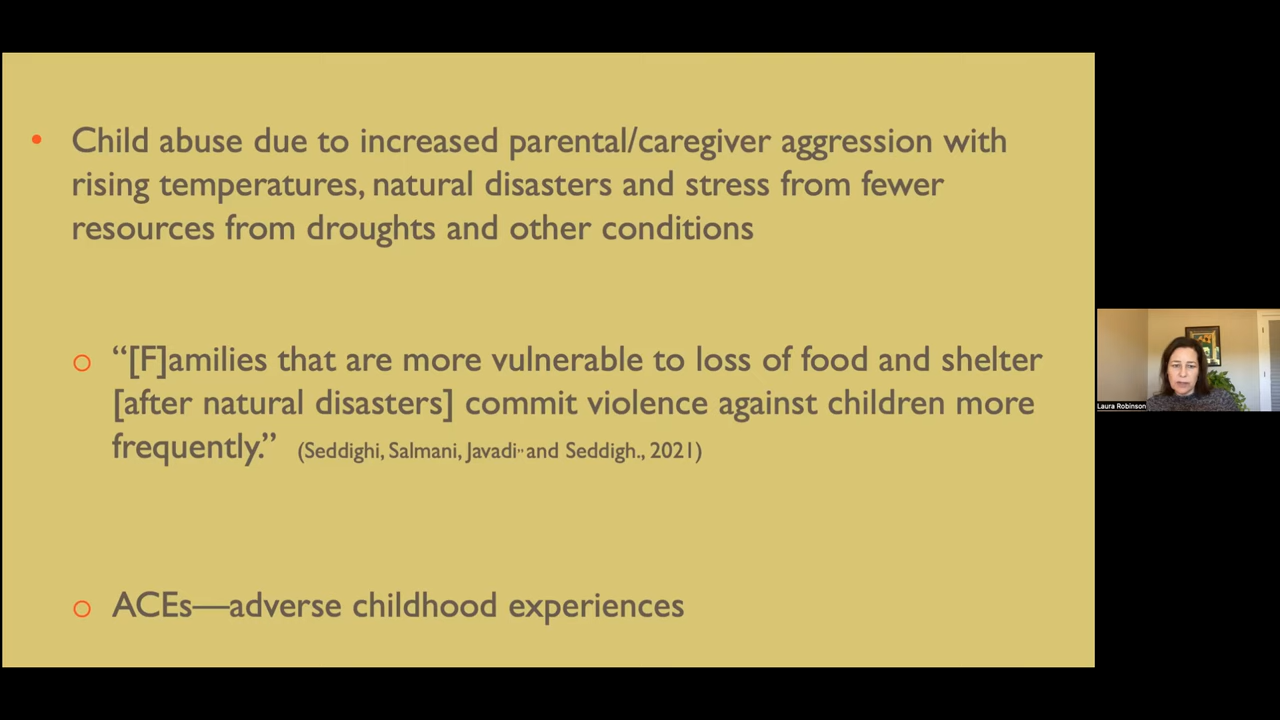 • Child abuse due to increased parental/caregiver aggression with
rising temperatures, natural disasters and stress from fewer
resources from droughts and other conditions
o “[F]amilies that are more vulnerable to loss of food and shelter
[after natural disasters] commit violence against children more
frequently.” (Seddighi, Salmani, Javadi,, and Seddigh., 2021)
o ACEs—adverse childhood experiences
Laura Robinson